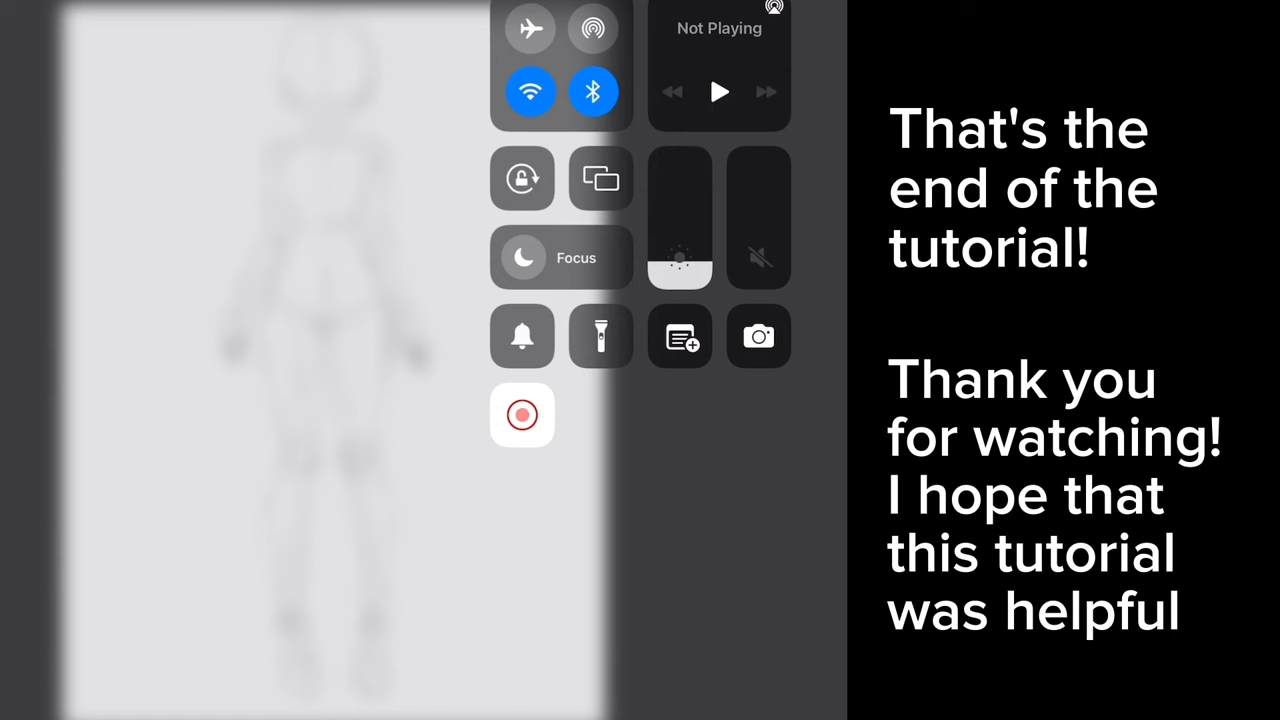 Not Playing
Focus
That's the
end of the
tutorial!
Thank you
for watching!
I hope that
this tutorial
was helpful